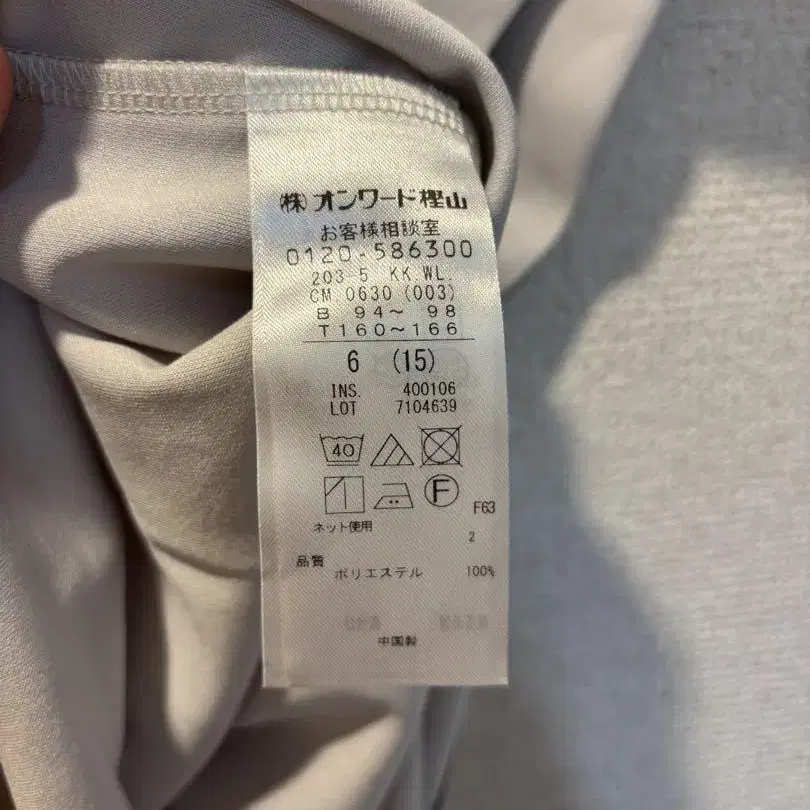 ㈱オンワード樫山
お客様相談室
0120-586300
203-5 KK WL.
CM 0630 (003)
B 94～ 98
T160～166
6 (15)
INS. 400106
LOT 7104639
40
F
F63
ネット使用
2
品質
ポリエステル 100%
中国製